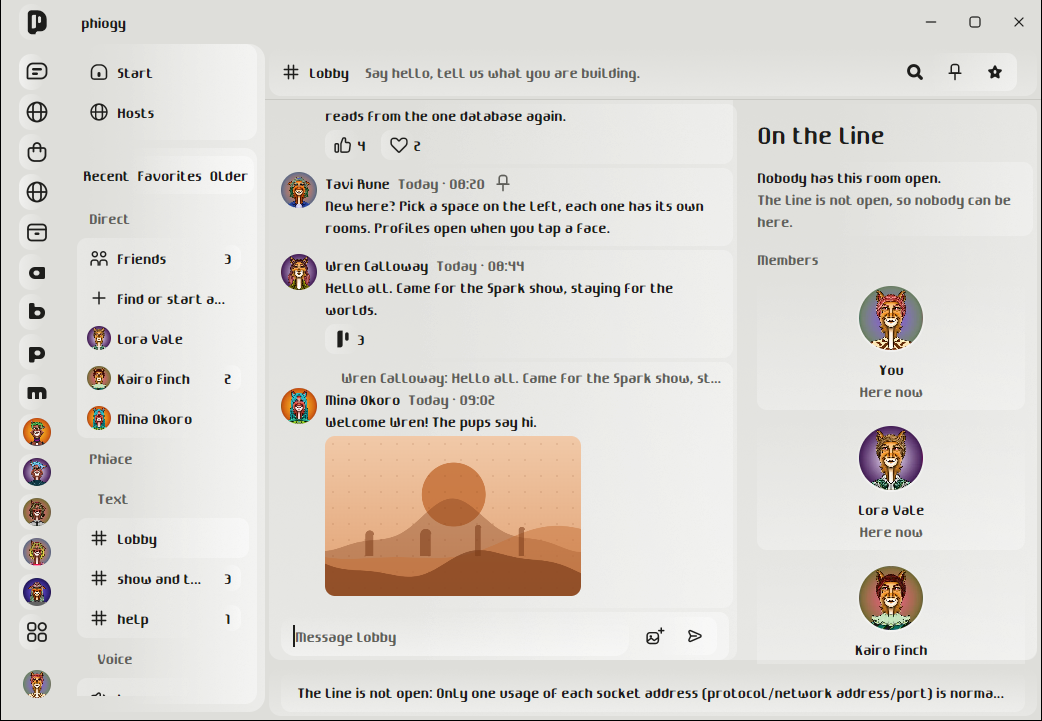 phiogy
Start
Hosts
Recent Favorites Older
Direct
Friends 3
Find or start a...
Lora Vale
Kairo Finch 2
Mina Okoro
Phiace
Text
# Lobby
# show and t... 3
# help 1
Voice
a
b
p
m
# Lobby Say hello, tell us what you are building.
reads from the one database again.
4 2
Tavi Rune Today · 08:20
New here? Pick a space on the left, each one has its own
rooms. Profiles open when you tap a face.
Wren Calloway Today · 08:44
Hello all. Came for the Spark show, staying for the
worlds.
3
Wren Calloway: Hello all. Came for the Spark show, st...
Mina Okoro Today · 09:02
Welcome Wren! The pups say hi.
Message Lobby
On the Line
Nobody has this room open.
The Line is not open, so nobody can be
here.
Members
You
Here now
Lora Vale
Here now
Kairo Finch
The Line is not open: Only one usage of each socket address (protocol/network address/port) is norma...